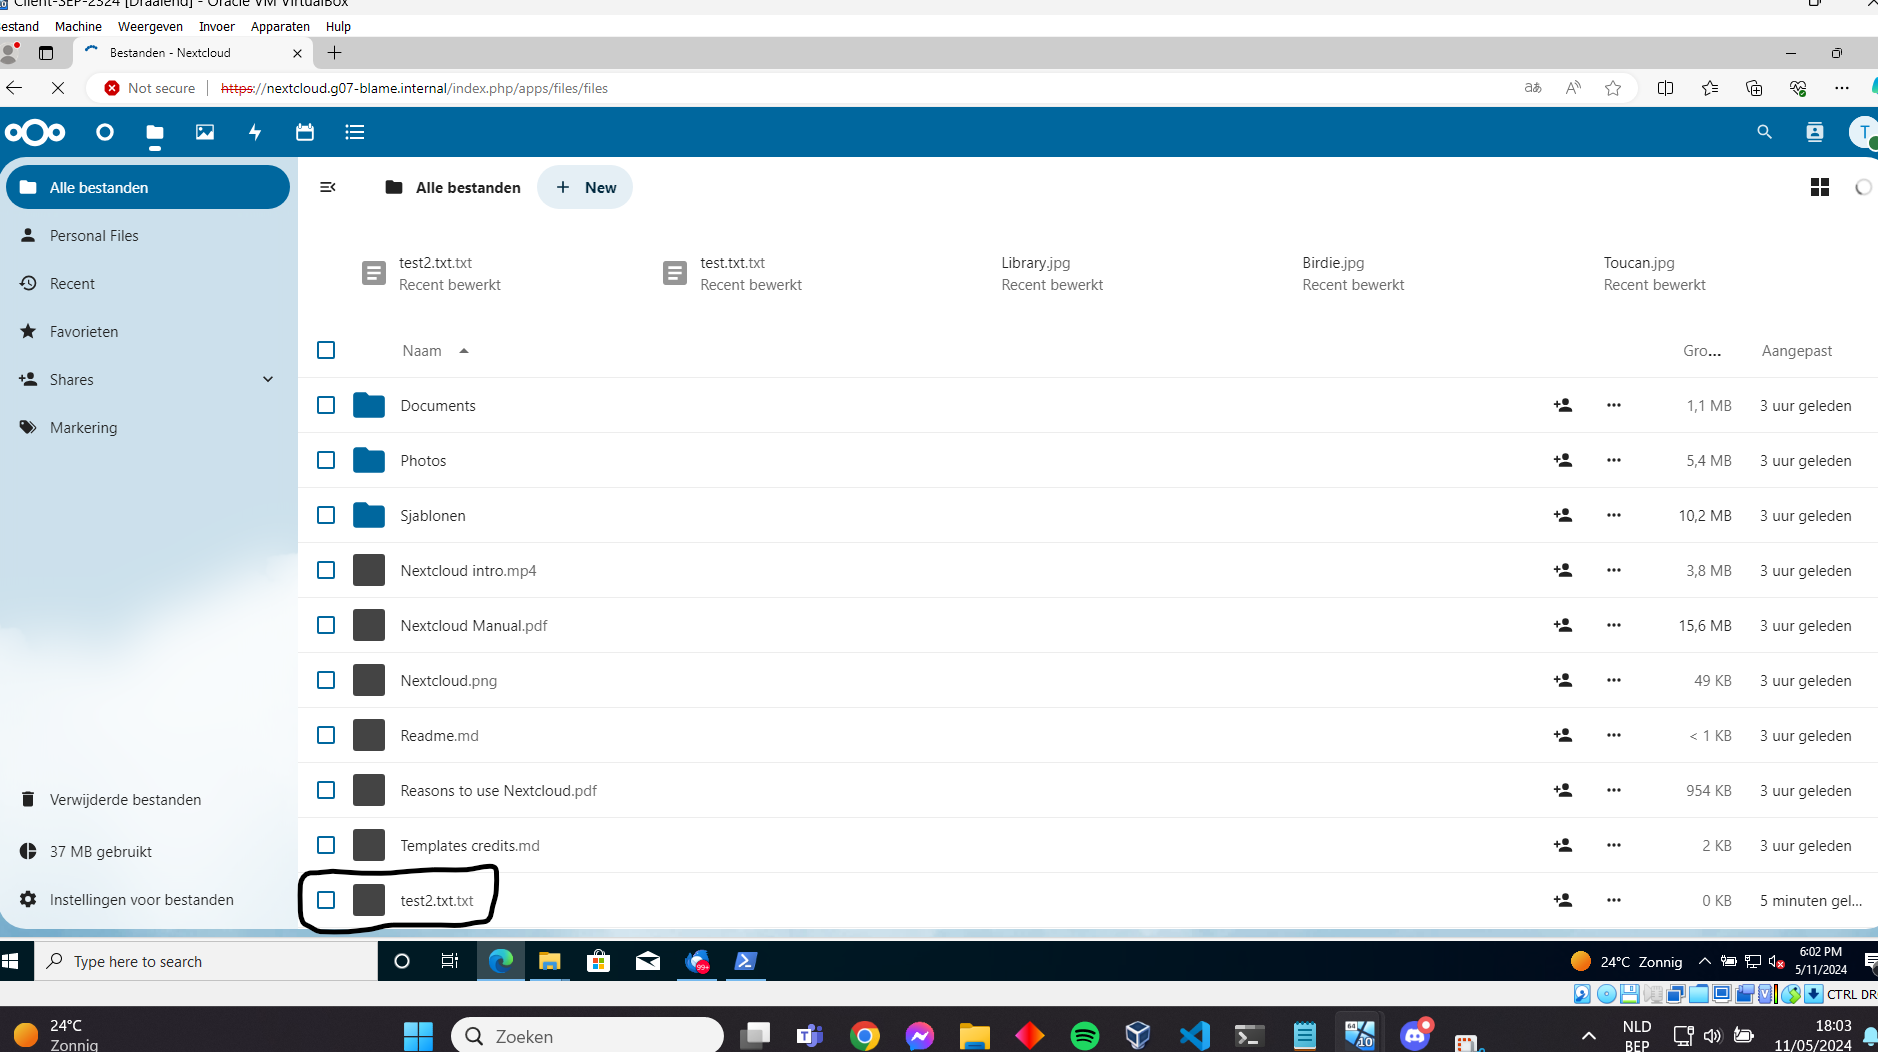 Client-SEP-2324 [Draaiend] - Oracle VM VirtualBox
estand Machine Weergeven Invoer Apparaten Hulp
Bestanden - Nextcloud
Not secure https://nextcloud.g07-blame.internal/index.php/apps/files/files
T
Alle bestanden
Alle bestanden
+ New
Personal Files
Recent
Favorieten
Shares
Markering
Verwijderde bestanden
37 MB gebruikt
Instellingen voor bestanden
test2.txt.txt
Recent bewerkt
test.txt.txt
Recent bewerkt
Library.jpg
Recent bewerkt
Birdie.jpg
Recent bewerkt
Toucan.jpg
Recent bewerkt
Naam Gro... Aangepast
Documents 1,1 MB 3 uur geleden
Photos 5,4 MB 3 uur geleden
Sjablonen 10,2 MB 3 uur geleden
Nextcloud intro.mp4 3,8 MB 3 uur geleden
Nextcloud Manual.pdf 15,6 MB 3 uur geleden
Nextcloud.png 49 KB 3 uur geleden
Readme.md < 1 KB 3 uur geleden
Reasons to use Nextcloud.pdf 954 KB 3 uur geleden
Templates credits.md 2 KB 3 uur geleden
test2.txt.txt 0 KB 5 minuten gel...
Type here to search
99+
24°C Zonnig
6:02 PM
5/11/2024
CTRL DR
24°C
Zonnig
Zoeken
64
10
NLD
BEP
18:03
11/05/2024